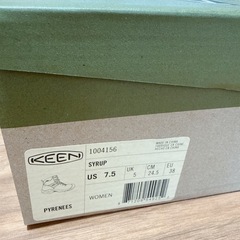 KEEN
1004156
SYRUP
US 7.5
UK 5
CM 24.5
EU 38
PYRENEES
WOMEN